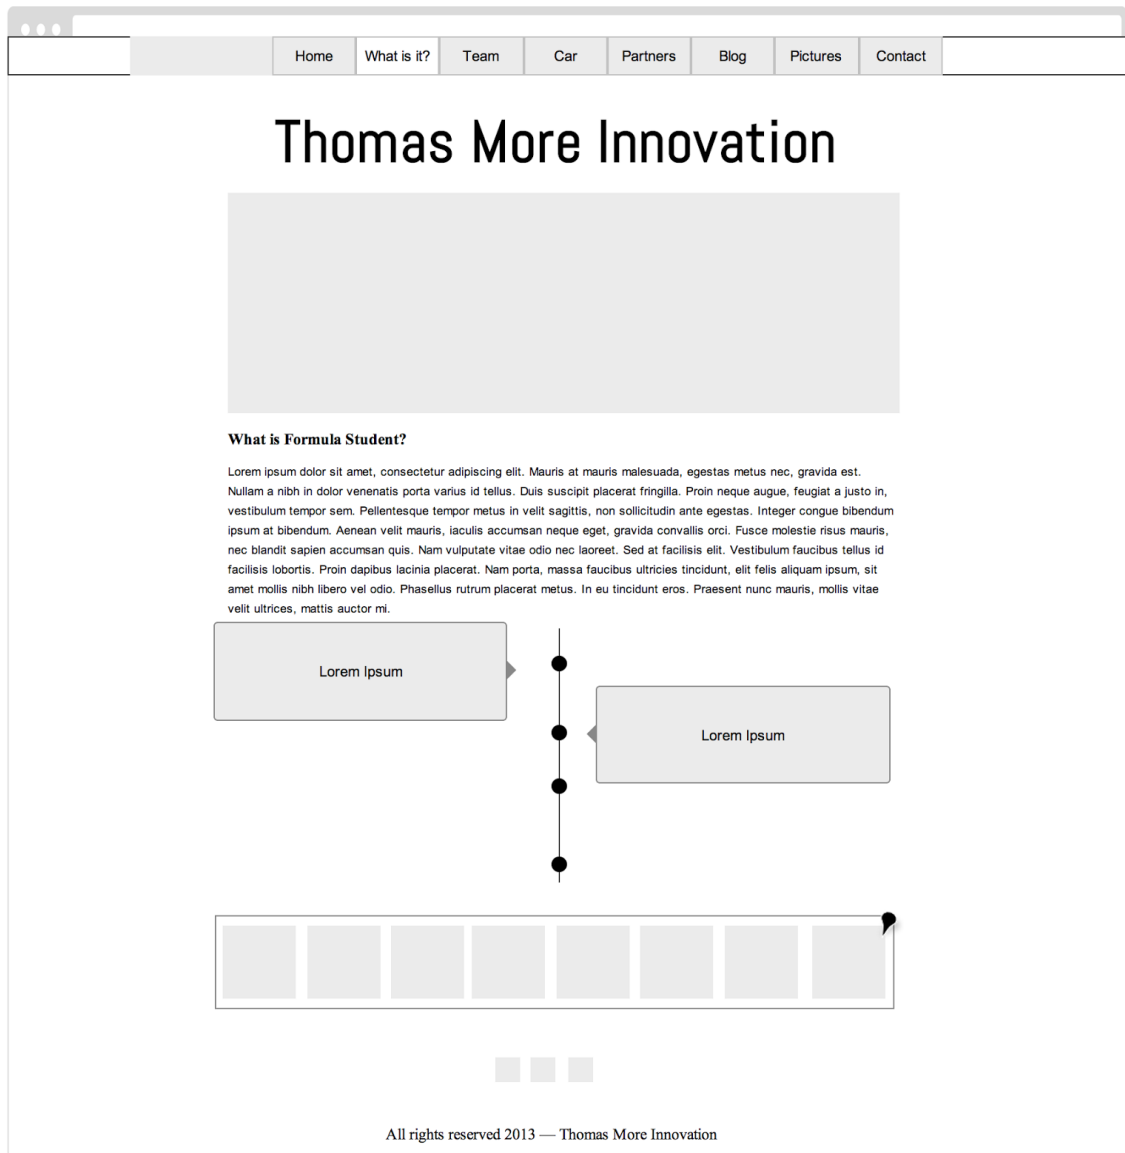 Home What is it? Team Car Partners Blog Pictures Contact
Thomas More Innovation
What is Formula Student?
Lorem ipsum dolor sit amet, consectetur adipiscing elit. Mauris at mauris malesuada, egestas metus nec, gravida est.
Nullam a nibh in dolor venenatis porta varius id tellus. Duis suscipit placerat fringilla. Proin neque augue, feugiat a justo in,
vestibulum tempor sem. Pellentesque tempor metus in velit sagittis, non sollicitudin ante egestas. Integer congue bibendum
ipsum at bibendum. Aenean velit mauris, iaculis accumsan neque eget, gravida convallis orci. Fusce molestie risus mauris,
nec blandit sapien accumsan quis. Nam vulputate vitae odio nec laoreet. Sed at facilisis elit. Vestibulum faucibus tellus id
facilisis lobortis. Proin dapibus lacinia placerat. Nam porta, massa faucibus ultricies tincidunt, elit felis aliquam ipsum, sit
amet mollis nibh libero vel odio. Phasellus rutrum placerat metus. In eu tincidunt eros. Praesent nunc mauris, mollis vitae
velit ultrices, mattis auctor mi.
Lorem Ipsum
Lorem Ipsum
All rights reserved 2013 — Thomas More Innovation